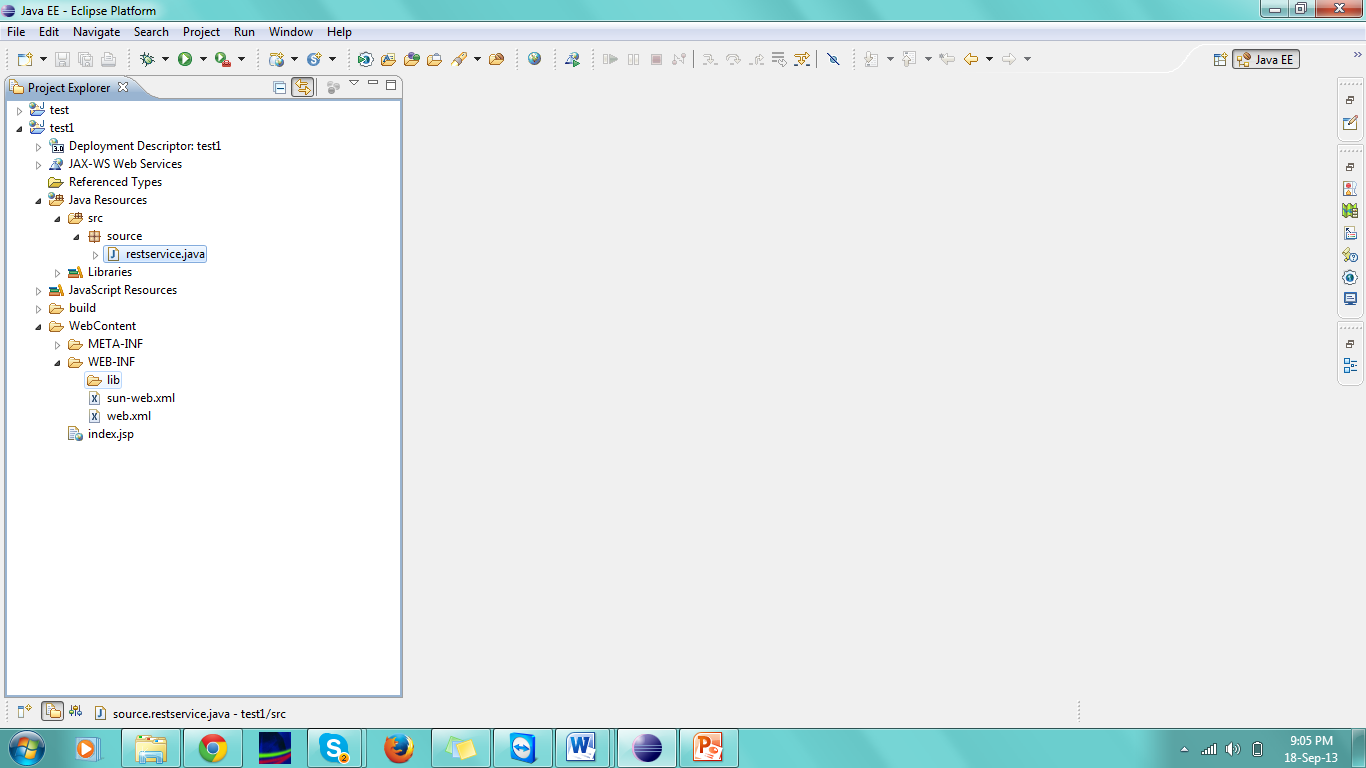 Java EE - Eclipse Platform
File Edit Navigate Search Project Run Window Help
Java EE
Project Explorer
test
test1
3.0 Deployment Descriptor: test1
JAX-WS Web Services
Referenced Types
Java Resources
src
source
J restservice.java
Libraries
JavaScript Resources
build
WebContent
META-INF
WEB-INF
lib
X sun-web.xml
X web.xml
index.jsp
J source.restservice.java - test1/src
S 2 W P
9:05 PM
18-Sep-13